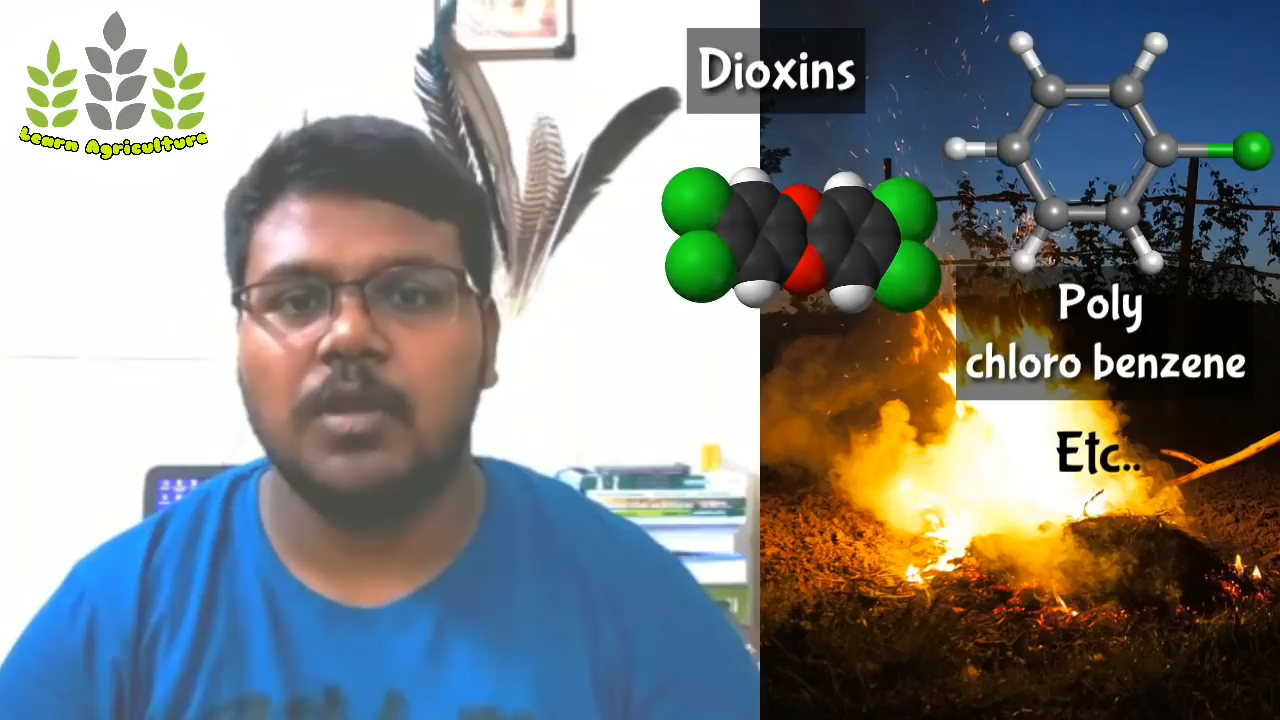 Learn Agriculture
Dioxins
Poly
chloro benzene
Etc..